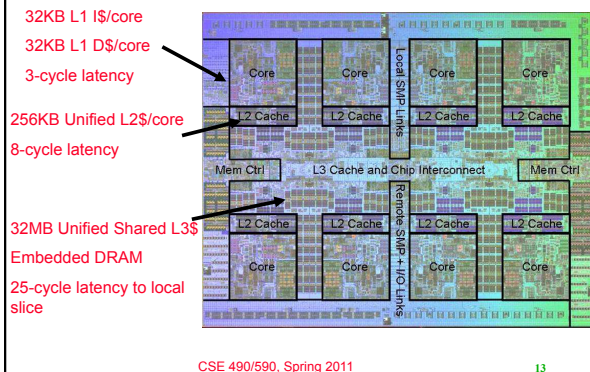 32KB L1 I$/core
32KB L1 D$/core
3-cycle latency
256KB Unified L2$/core
8-cycle latency
32MB Unified Shared L3$
Embedded DRAM
25-cycle latency to local
slice
Core
Core
Local SMP Links
Core
Core
L2 Cache
L2 Cache
L2 Cache
L2 Cache
Mem Ctrl
L3 Cache and Chip Interconnect
Mem Ctrl
L2 Cache
L2 Cache
Remote SMP + I/O Links
L2 Cache
L2 Cache
Core
Core
Core
Core
CSE 490/590, Spring 2011
13